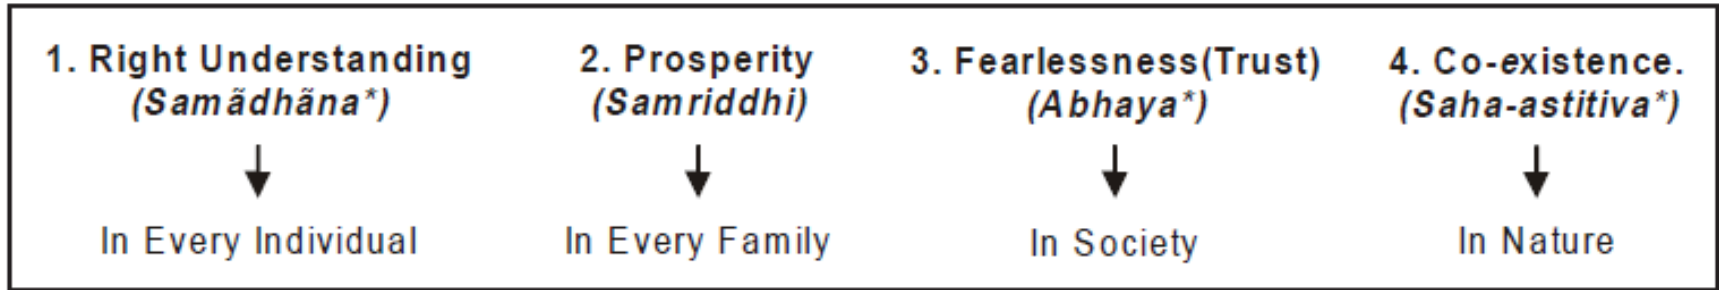 1. Right Understanding 2. Prosperity 3. Fearlessness(Trust) 4. Co-existence.
(Samãdhãna*) (Samriddhi) (Abhaya*) (Saha-astitiva*)
In Every Individual In Every Family In Society In Nature